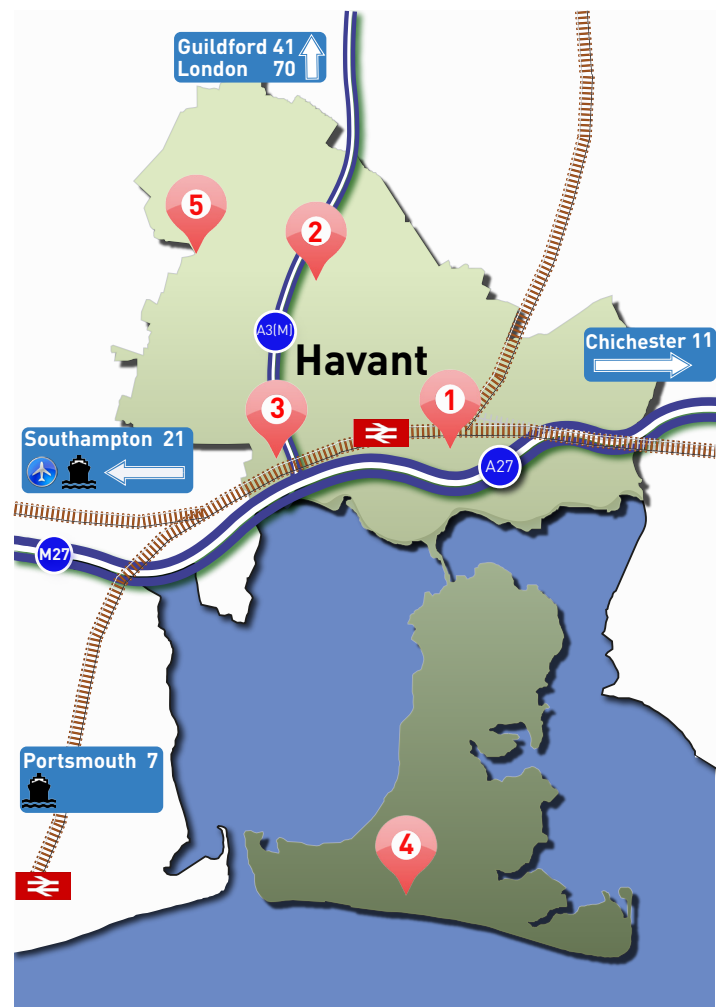 Guildford 41
London 70
5
2
A3(M)
Havant
Chichester 11
3
1
Southampton 21
A27
M27
Portsmouth 7
4